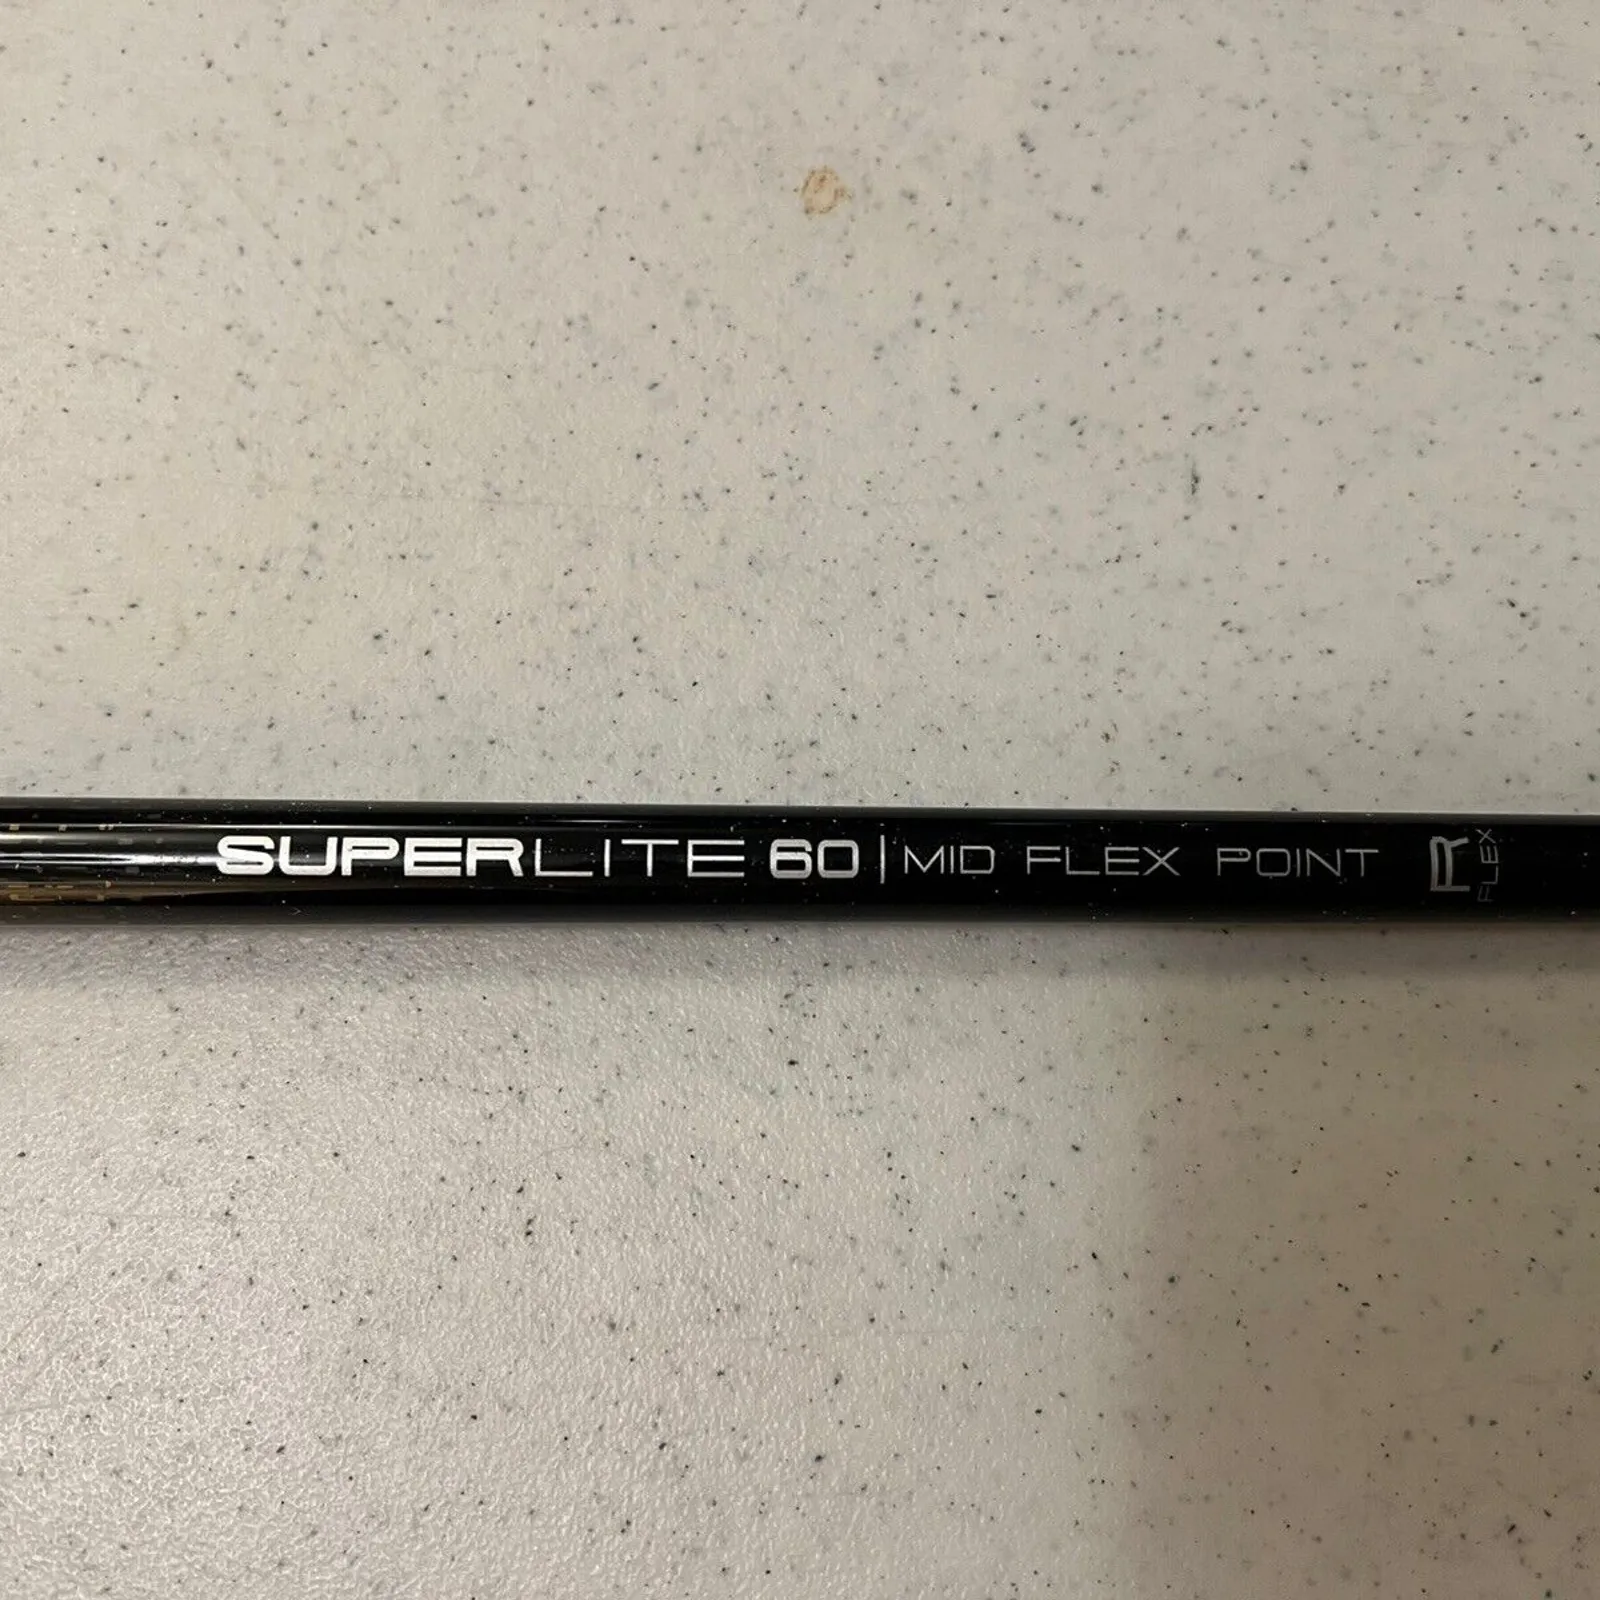 SUPERLITE 60 | MID FLEX POINT
R
FLEX